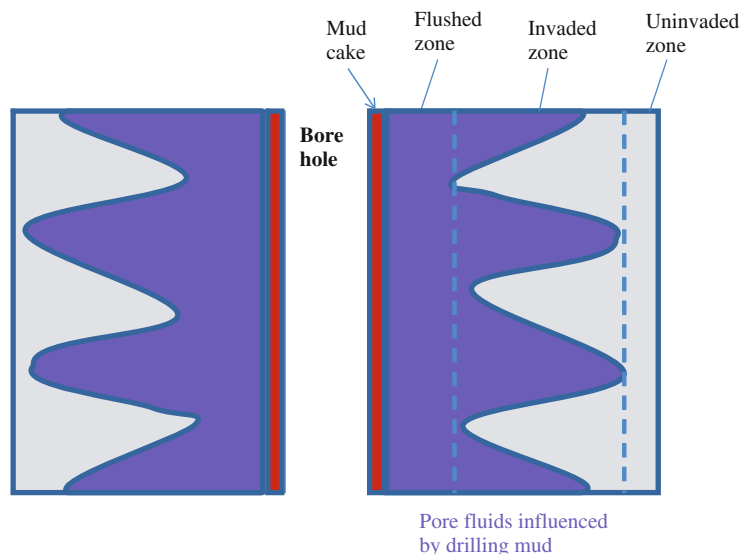 Mud
cake
Flushed
zone
Invaded
zone
Uninvaded
zone
Bore
hole
Pore fluids influenced
by drilling mud